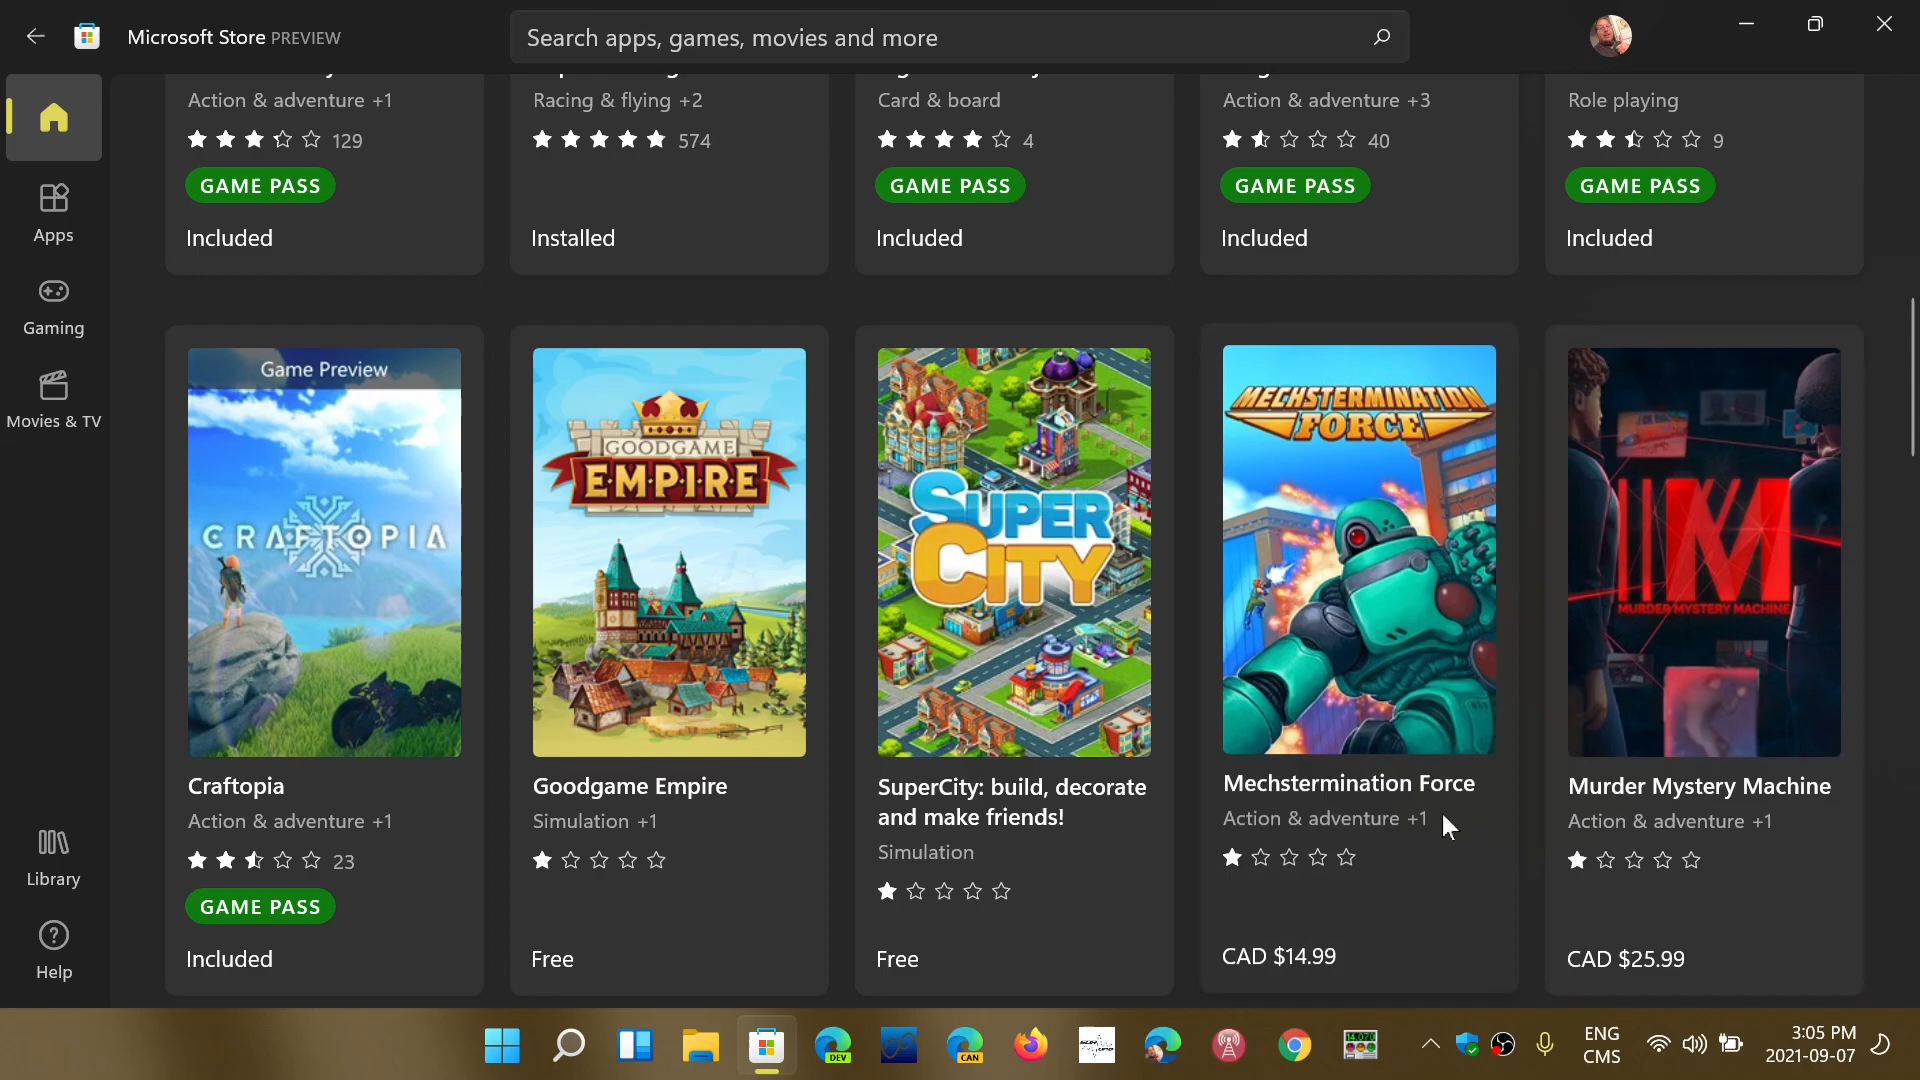 Microsoft Store PREVIEW
Search apps, games, movies and more
Action & adventure +1
Racing & flying +2
Card & board
Action & adventure +3
Role playing
129
574
4
40
9
GAME PASS
GAME PASS
GAME PASS
GAME PASS
Included
Installed
Included
Included
Included
Apps
Gaming
Movies & TV
Library
Help
Game Preview
CRAFTOPIA
GOODGAME
EMPIRE
SUPER
CITY
MECHSTERMINATION
FORCE
M
MURDER MYSTERY MACHINE
Craftopia
Action & adventure +1
23
GAME PASS
Included
Goodgame Empire
Simulation +1
Free
SuperCity: build, decorate
and make friends!
Simulation
Free
Mechstermination Force
Action & adventure +1
CAD $14.99
Murder Mystery Machine
Action & adventure +1
CAD $25.99
DEV
CAN
14.070
ENG
CMS
3:05 PM
2021-09-07